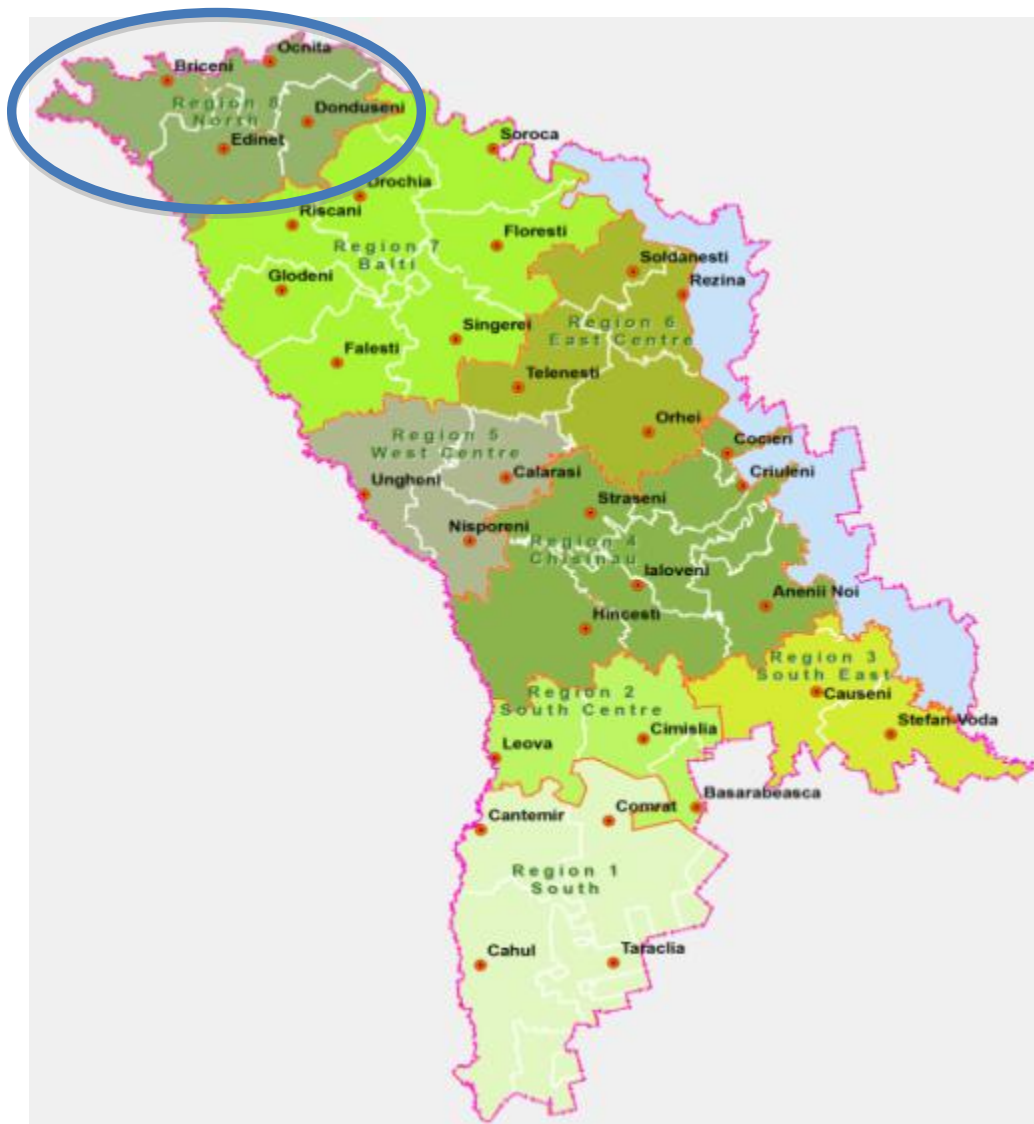 Ocnita
Briceni
Region 8
North
Donduseni
Edinet
Soroca
Drochia
Riscani
Floresti
Region 7
Balti
Soldanesti
Glodeni
Rezina
Region 6
East Centre
Singerei
Falesti
Telenesti
Orhei
Region 5
West Centre
Cocieri
Calarasi
Criuleni
Ungheni
Straseni
Nisporeni
Region 4
Chisinau
Ialoveni
Anenii Noi
Hincesti
Region 3
South East
Region 2
South Centre
Causeni
Stefan-Voda
Cimislia
Leova
Basarabeasca
Comrat
Cantemir
Region 1
South
Cahul
Taraclia